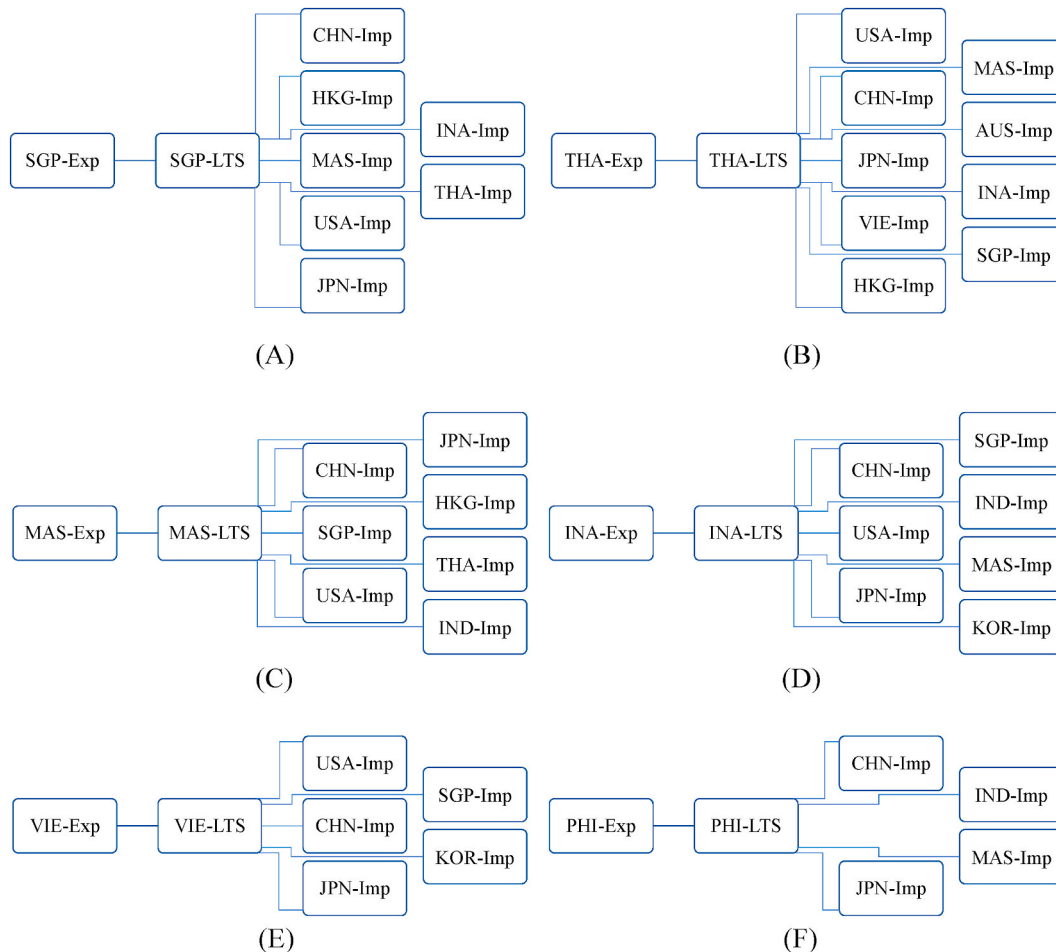 CHN-Imp
HKG-Imp
INA-Imp
SGP-Exp
SGP-LTS
MAS-Imp
THA-Imp
USA-Imp
JPN-Imp
(A)
USA-Imp
MAS-Imp
CHN-Imp
AUS-Imp
THA-Exp
THA-LTS
JPN-Imp
INA-Imp
VIE-Imp
SGP-Imp
HKG-Imp
(B)
JPN-Imp
CHN-Imp
HKG-Imp
MAS-Exp
MAS-LTS
SGP-Imp
THA-Imp
USA-Imp
IND-Imp
(C)
SGP-Imp
CHN-Imp
IND-Imp
INA-Exp
INA-LTS
USA-Imp
MAS-Imp
JPN-Imp
KOR-Imp
(D)
USA-Imp
SGP-Imp
VIE-Exp
VIE-LTS
CHN-Imp
KOR-Imp
JPN-Imp
(E)
CHN-Imp
IND-Imp
PHI-Exp
PHI-LTS
MAS-Imp
JPN-Imp
(F)